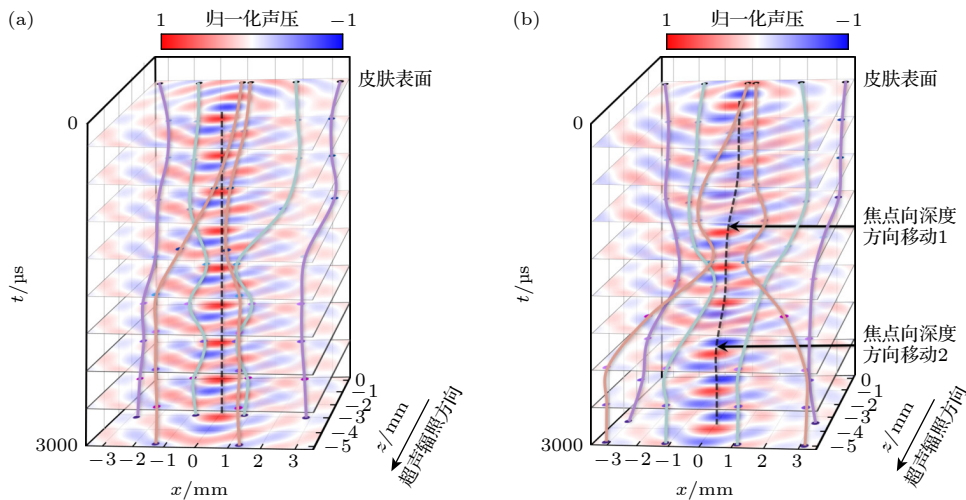 (a)
1 归一化声压 −1
皮肤表面
0
t/μs
3000
−3 −2 −1 0 1 2 3
x/mm
0
−1
−2
−3
−4
−5
z/mm
超声辐照方向
(b)
1 归一化声压 −1
皮肤表面
0
焦点向深度
方向移动1
t/μs
焦点向深度
方向移动2
3000
−3 −2 −1 0 1 2 3
x/mm
0
−1
−2
−3
−4
−5
z/mm
超声辐照方向